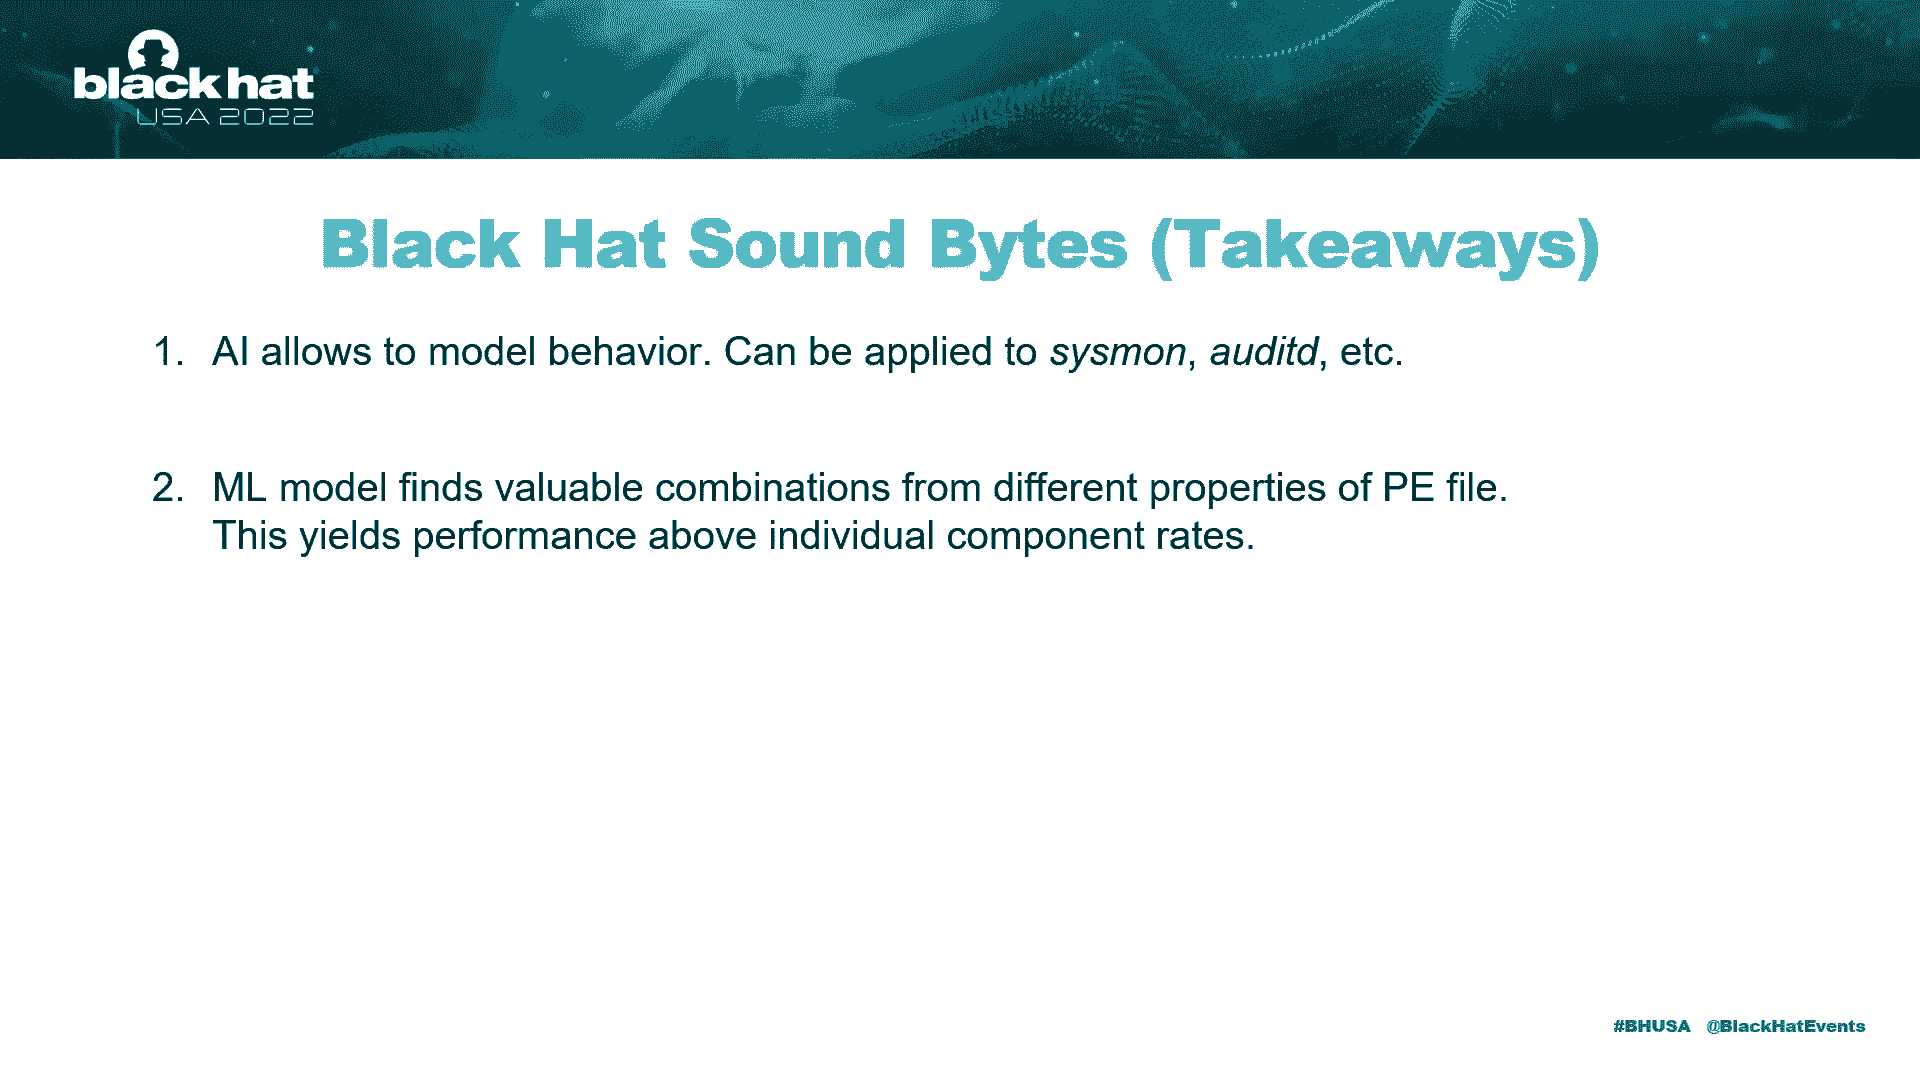 black hat
USA 2022
Black Hat Sound Bytes (Takeaways)
1. AI allows to model behavior. Can be applied to sysmon, auditd, etc.
2. ML model finds valuable combinations from different properties of PE file.
This yields performance above individual component rates.
#BHUSA @BlackHatEvents